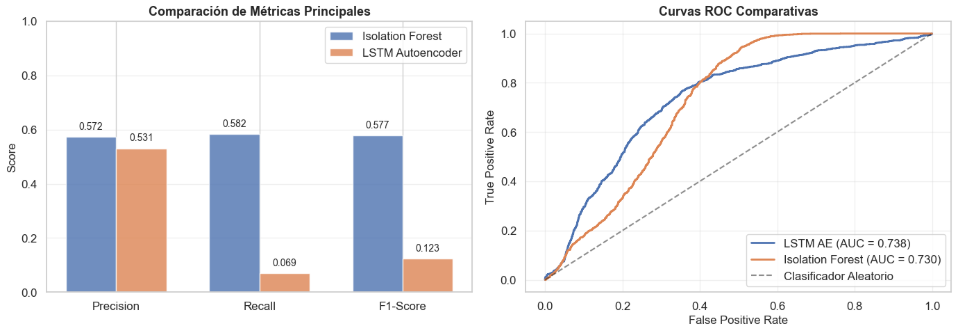 Comparación de Métricas Principales
1.0
0.8
0.6
0.4
0.2
0.0
Score
Isolation Forest
LSTM Autoencoder
0.572
0.531
0.582
0.069
0.577
0.123
Precision
Recall
F1-Score
Curvas ROC Comparativas
1.0
0.8
0.6
0.4
0.2
0.0
True Positive Rate
LSTM AE (AUC = 0.738)
Isolation Forest (AUC = 0.730)
Clasificador Aleatorio
0.0
0.2
0.4
0.6
0.8
1.0
False Positive Rate